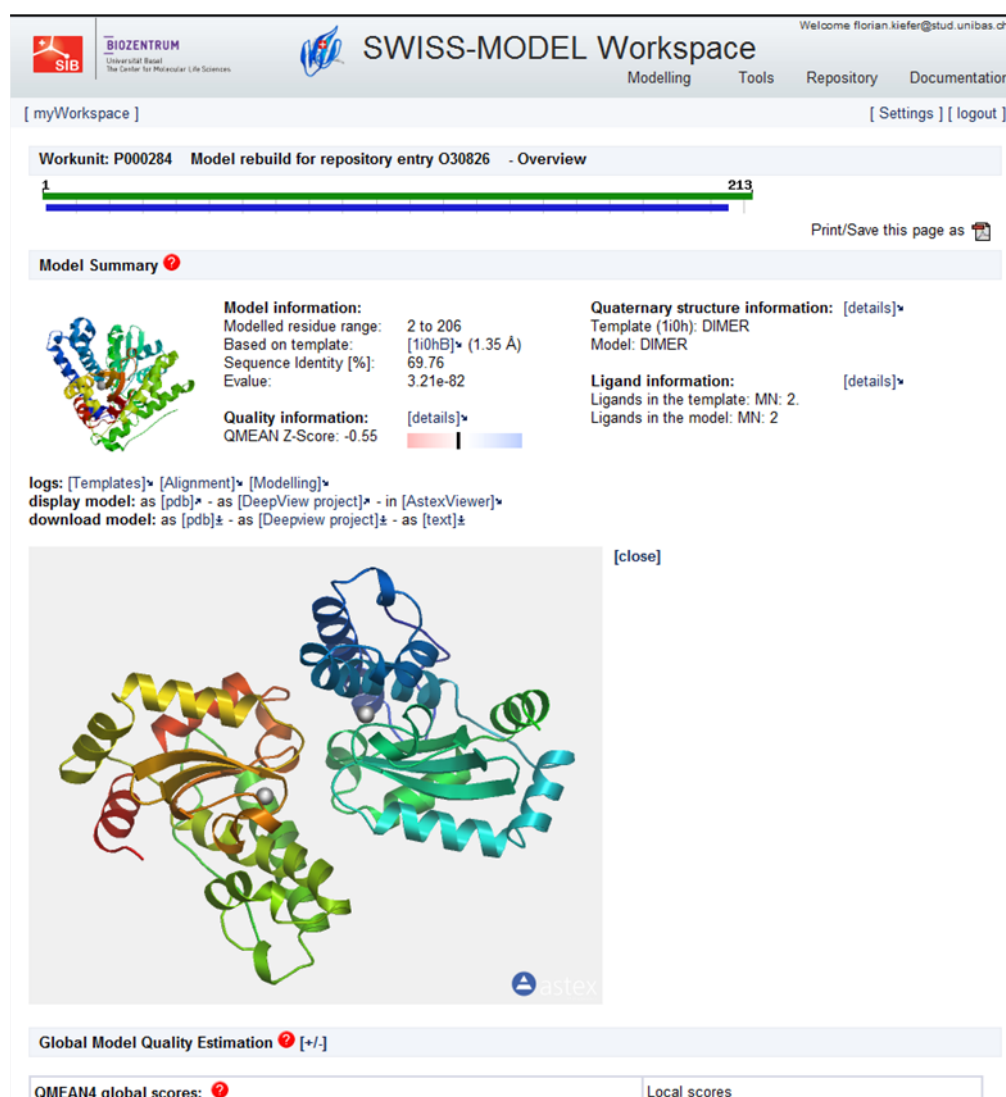 Welcome florian.kiefer@stud.unibas.ch
SIB
BIOZENTRUM
Universität Basel
The Center for Molecular Life Sciences
SWISS-MODEL Workspace
Modelling Tools Repository Documentation
[ myWorkspace ] [ Settings ] [ logout ]
Workunit: P000284 Model rebuild for repository entry O30826 - Overview
1 213
Print/Save this page as
Model Summary ?
Model information:
Modelled residue range: 2 to 206
Based on template: [1i0hB] (1.35 Å)
Sequence Identity [%]: 69.76
Evalue: 3.21e-82
Quality information: [details]
QMEAN Z-Score: -0.55
Quaternary structure information: [details]
Template (1i0h): DIMER
Model: DIMER
Ligand information: [details]
Ligands in the template: MN: 2.
Ligands in the model: MN: 2
logs: [Templates] [Alignment] [Modelling]
display model: as [pdb] - as [DeepView project] - in [AstexViewer]
download model: as [pdb] - as [Deepview project] - as [text]
[close]
astex
Global Model Quality Estimation ? [+/-]
QMEAN4 global scores: ? Local scores